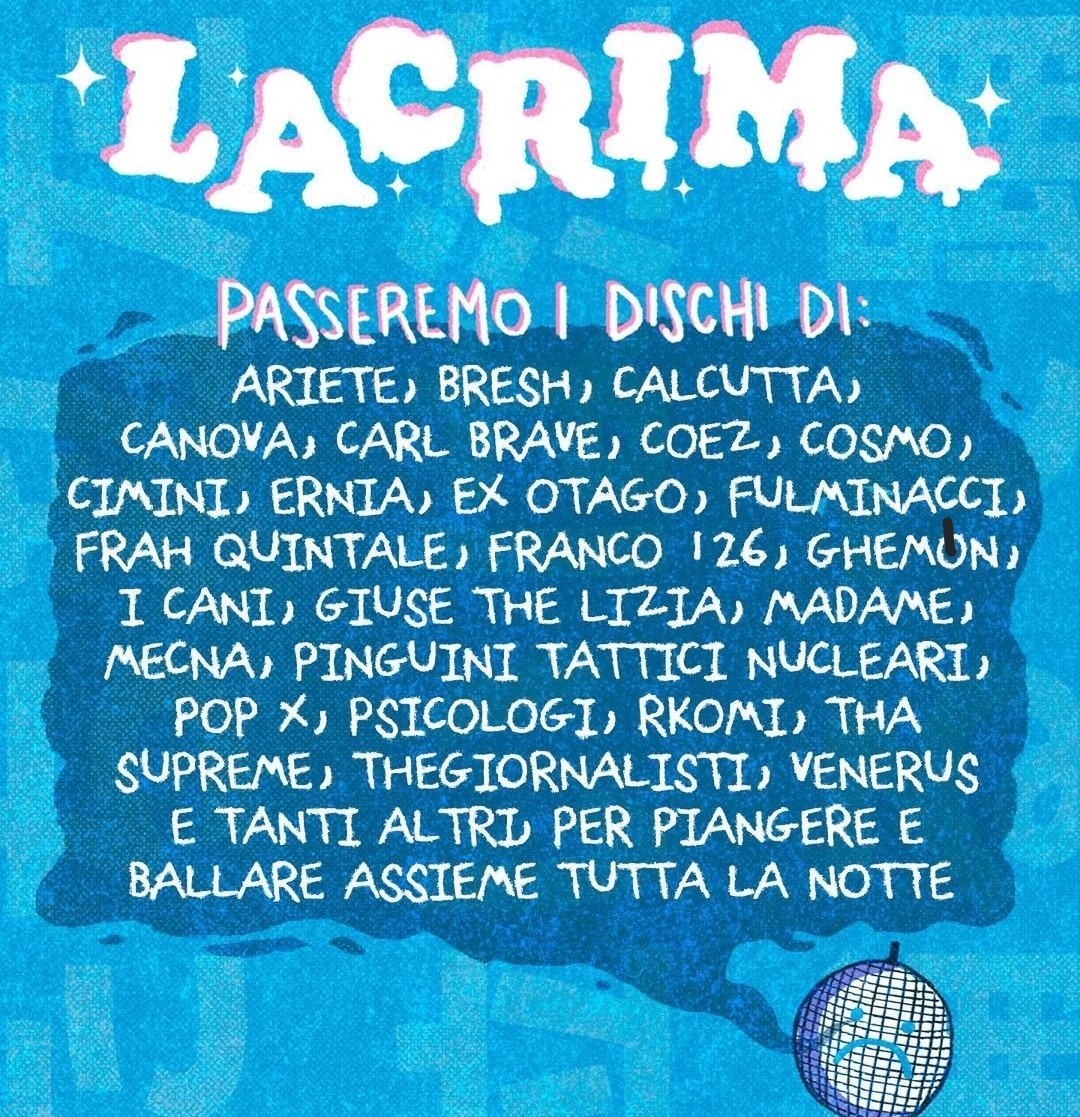 LACRIMA
PASSEREMO I DISCHI DI:
ARIETE, BRESH, CALCUTTA,
CANOVA, CARL BRAVE, COEZ, COSMO,
CIMINI, ERNIA, EX OTAGO, FULMINACCI,
FRAH QUINTALE, FRANCO 126, GHEMON,
I CANI, GIUSE THE LIZIA, MADAME,
MECNA, PINGUINI TATTICI NUCLEARI,
POP X, PSICOLOGI, RKOMI, THA
SUPREME, THEGIORNALISTI, VENERUS
E TANTI ALTRI, PER PIANGERE E
BALLARE ASSIEME TUTTA LA NOTTE